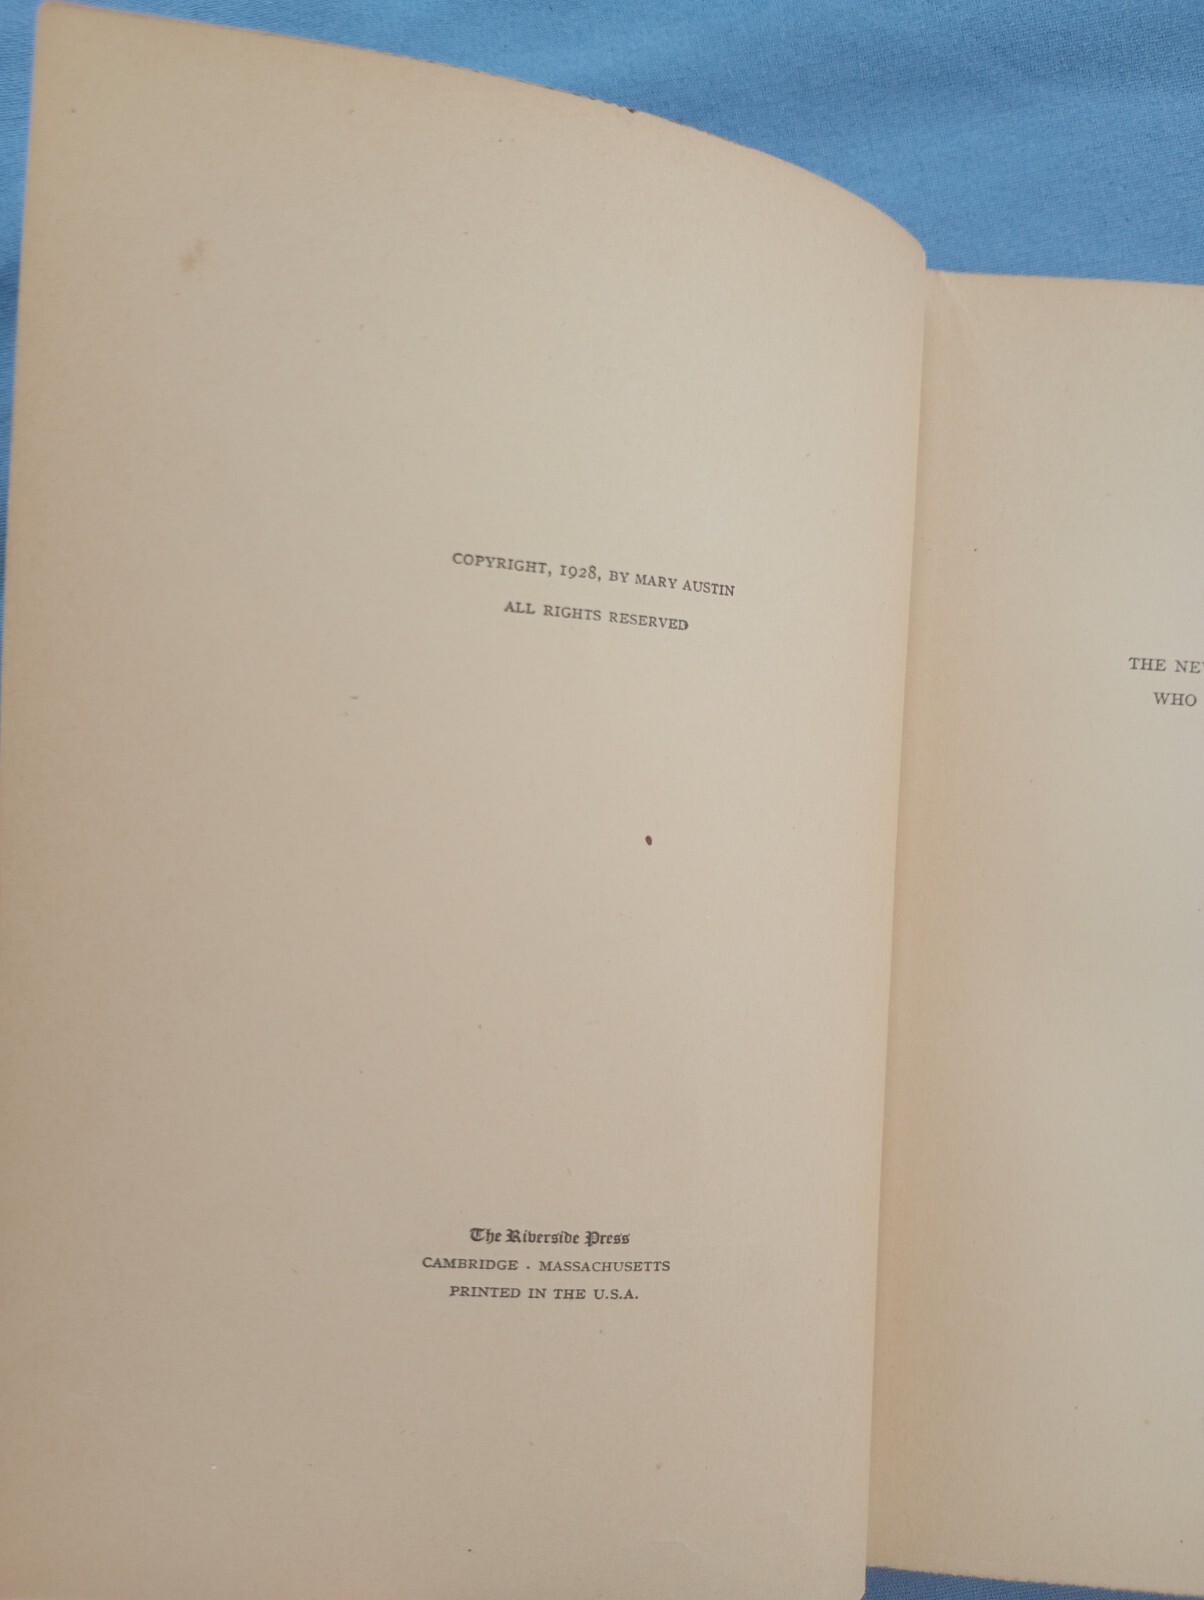 COPYRIGHT, 1928, BY MARY AUSTIN
ALL RIGHTS RESERVED
The Riverside Press
CAMBRIDGE · MASSACHUSETTS
PRINTED IN THE U.S.A.
THE
WHO